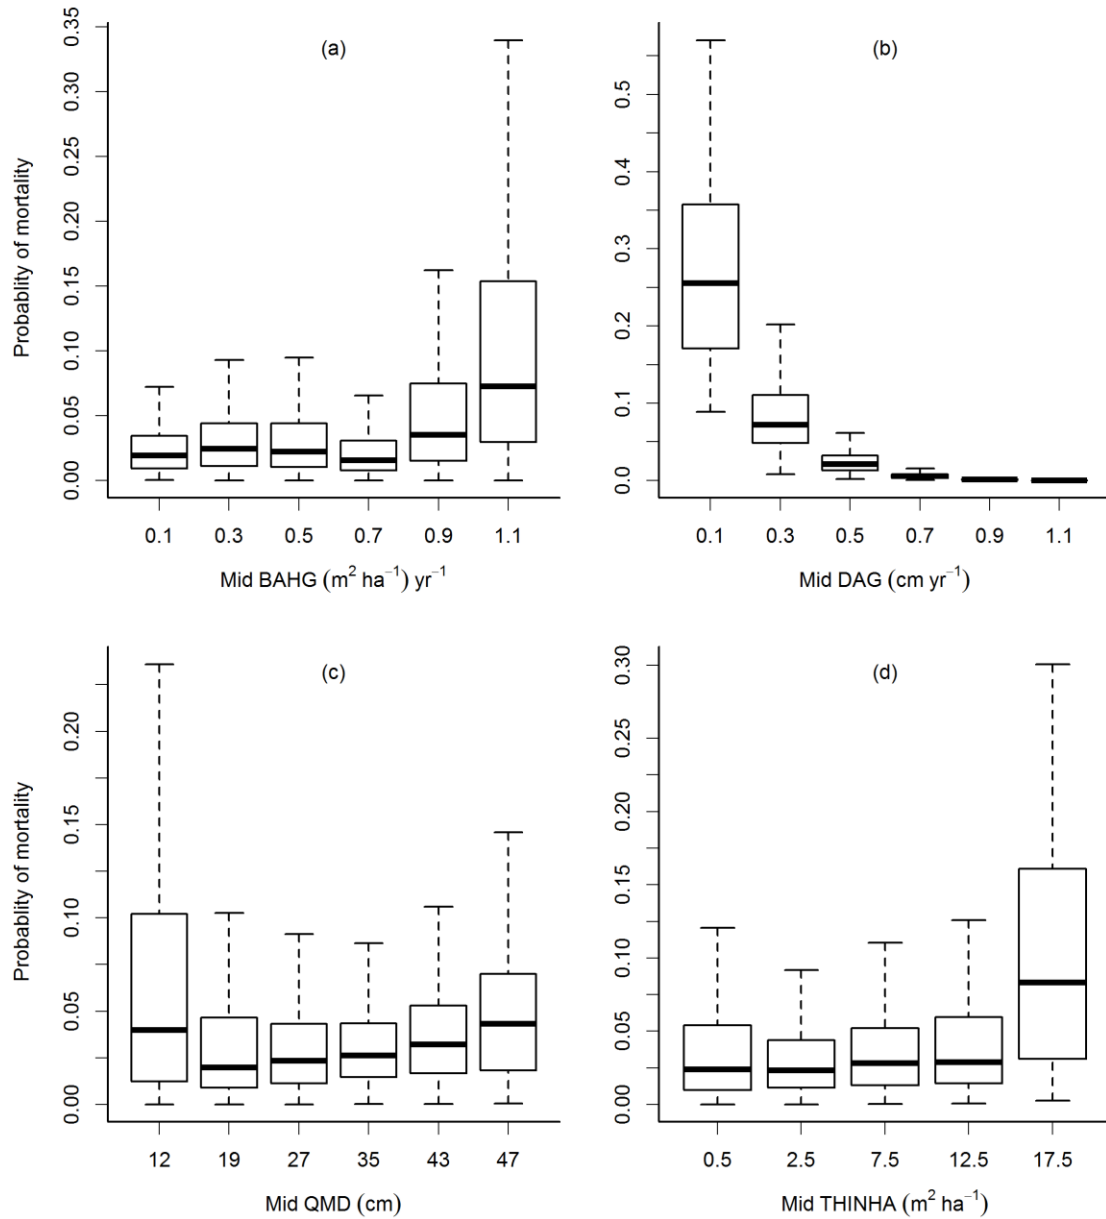 (a)
Probablity of mortality
0.35
0.30
0.25
0.20
0.15
0.10
0.05
0.00
0.1 0.3 0.5 0.7 0.9 1.1
Mid BAHG (m² ha⁻¹) yr⁻¹
(b)
0.5
0.4
0.3
0.2
0.1
0.0
0.1 0.3 0.5 0.7 0.9 1.1
Mid DAG (cm yr⁻¹)
(c)
Probablity of mortality
0.20
0.15
0.10
0.05
0.00
12 19 27 35 43 47
Mid QMD (cm)
(d)
0.30
0.25
0.20
0.15
0.10
0.05
0.00
0.5 2.5 7.5 12.5 17.5
Mid THINHA (m² ha⁻¹)